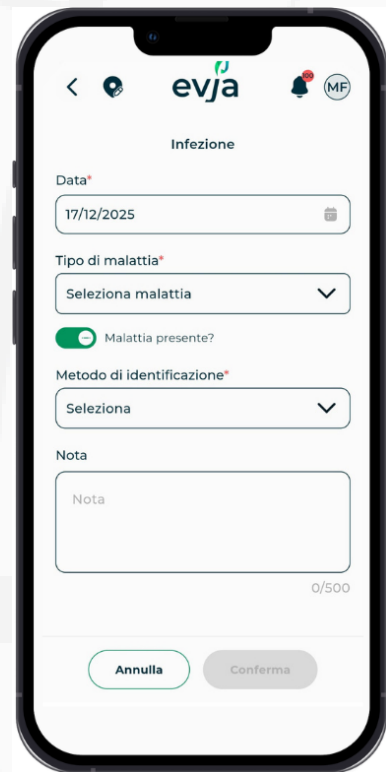 evja
100
MF
Infezione
Data*
17/12/2025
Tipo di malattia*
Seleziona malattia
Malattia presente?
Metodo di identificazione*
Seleziona
Nota
Nota
0/500
Annulla
Conferma